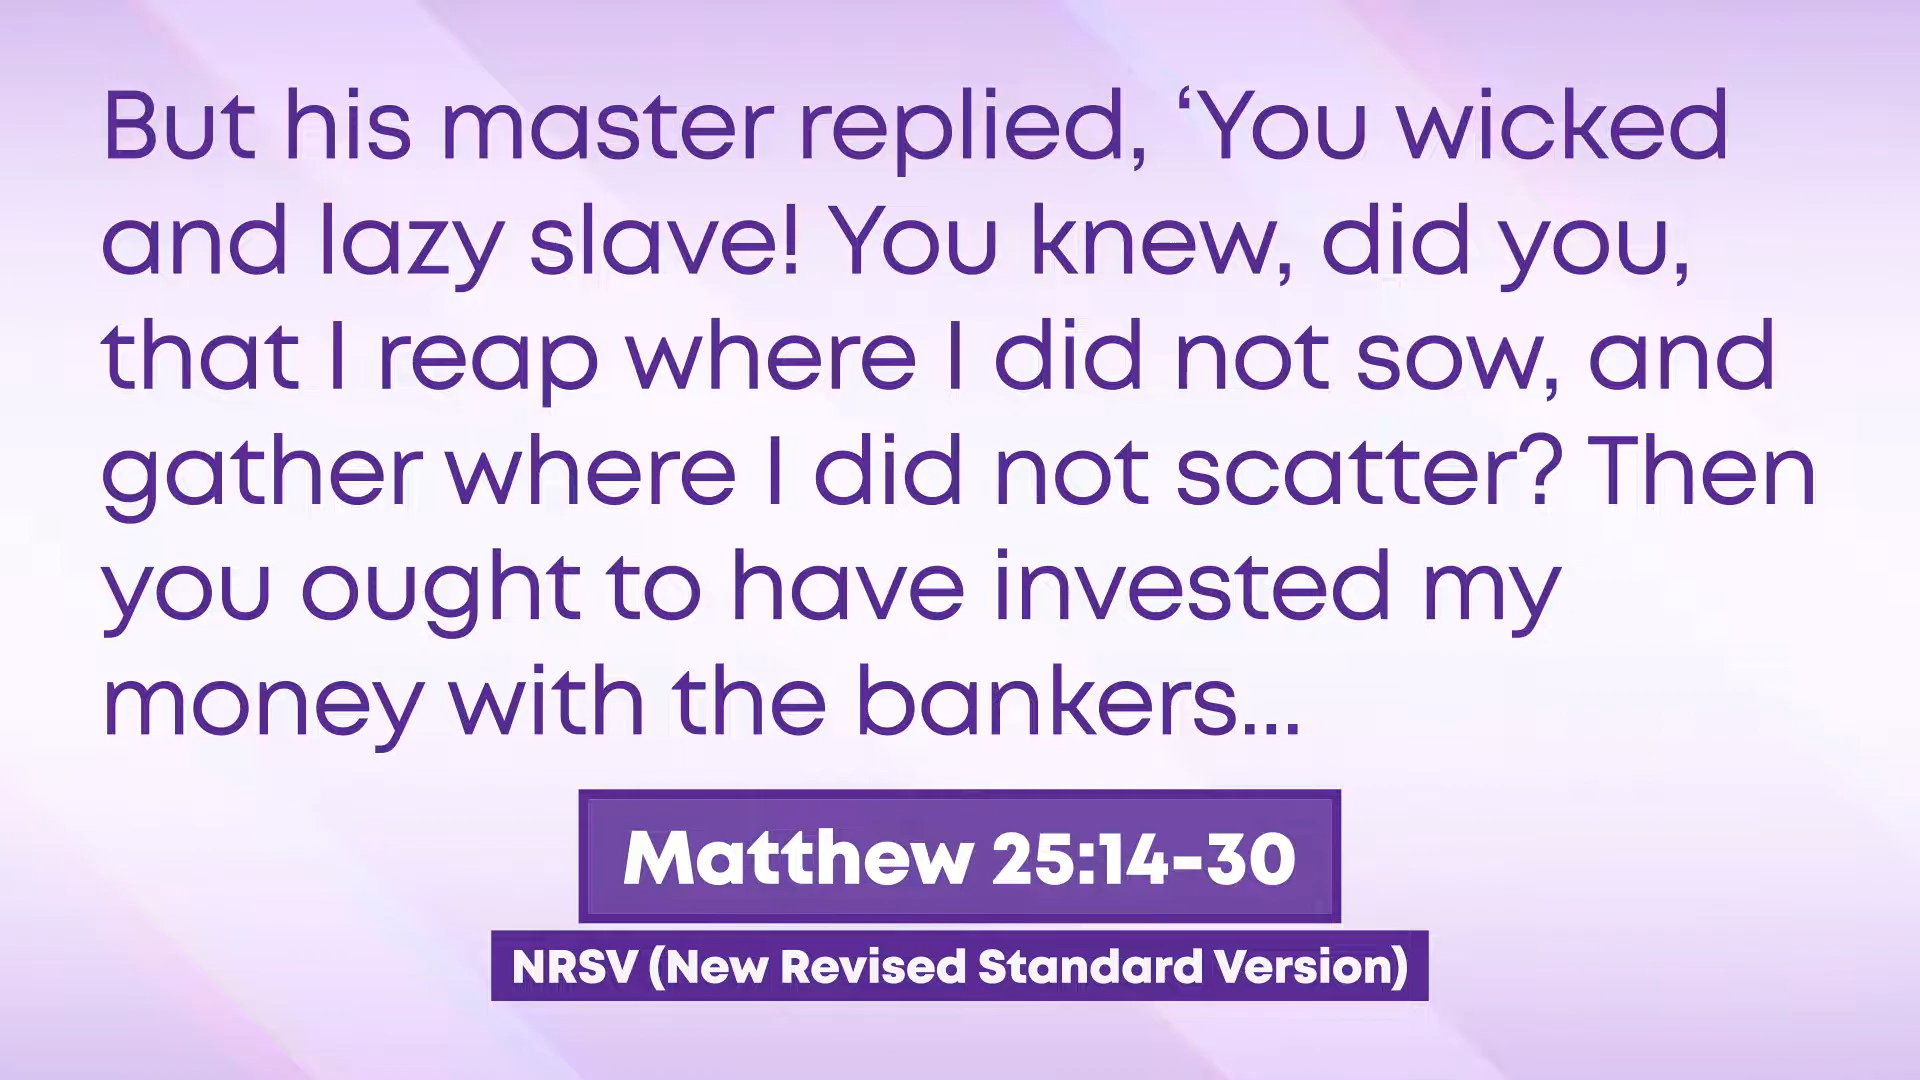 But his master replied, ‘You wicked
and lazy slave! You knew, did you,
that I reap where I did not sow, and
gather where I did not scatter? Then
you ought to have invested my
money with the bankers...
Matthew 25:14-30
NRSV (New Revised Standard Version)